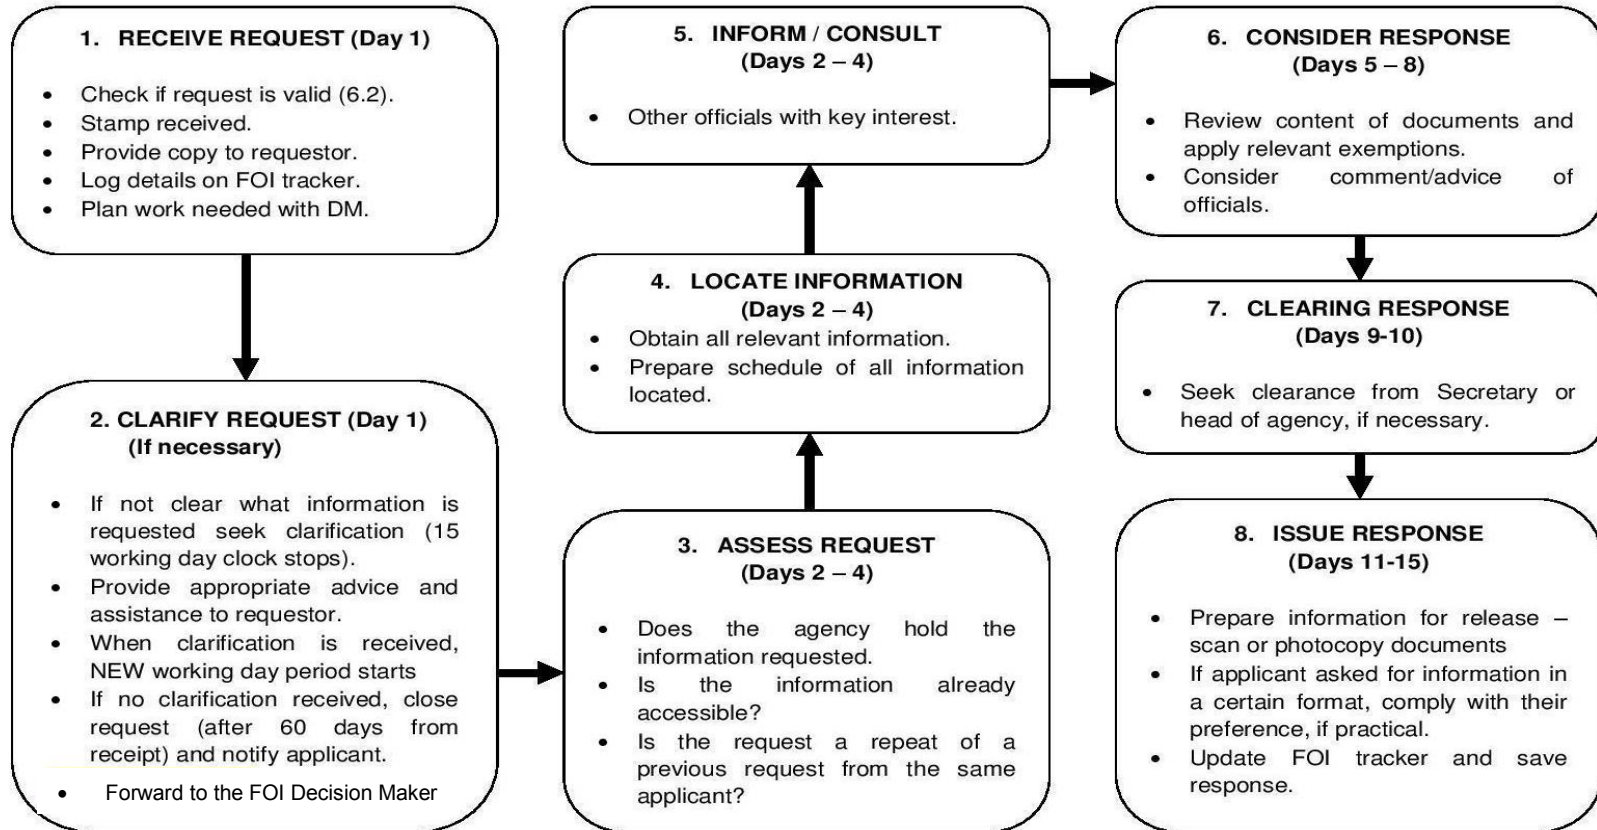 1. RECEIVE REQUEST (Day 1)
• Check if request is valid (6.2).
• Stamp received.
• Provide copy to requestor.
• Log details on FOI tracker.
• Plan work needed with DM.
2. CLARIFY REQUEST (Day 1)
(If necessary)
• If not clear what information is
requested seek clarification (15
working day clock stops).
• Provide appropriate advice and
assistance to requestor.
• When clarification is received,
NEW working day period starts
• If no clarification received, close
request (after 60 days from
receipt) and notify applicant.
• Forward to the FOI Decision Maker
3. ASSESS REQUEST
(Days 2 – 4)
• Does the agency hold the
information requested.
• Is the information already
accessible?
• Is the request a repeat of a
previous request from the same
applicant?
4. LOCATE INFORMATION
(Days 2 – 4)
• Obtain all relevant information.
• Prepare schedule of all information
located.
5. INFORM / CONSULT
(Days 2 – 4)
• Other officials with key interest.
6. CONSIDER RESPONSE
(Days 5 – 8)
• Review content of documents and
apply relevant exemptions.
• Consider comment/advice of
officials.
7. CLEARING RESPONSE
(Days 9-10)
• Seek clearance from Secretary or
head of agency, if necessary.
8. ISSUE RESPONSE
(Days 11-15)
• Prepare information for release –
scan or photocopy documents
• If applicant asked for information in
a certain format, comply with their
preference, if practical.
• Update FOI tracker and save
response.